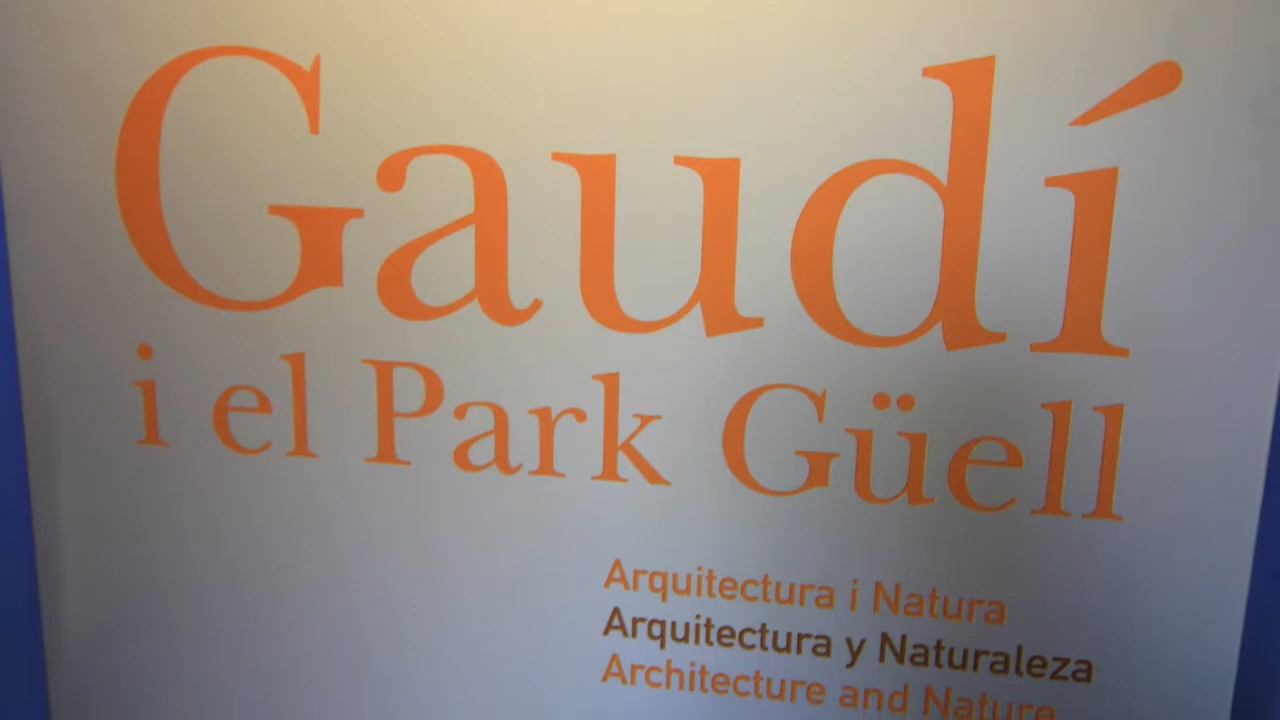 Gaudí
i el Park Güell
Arquitectura i Natura
Arquitectura y Naturaleza
Architecture and Nature